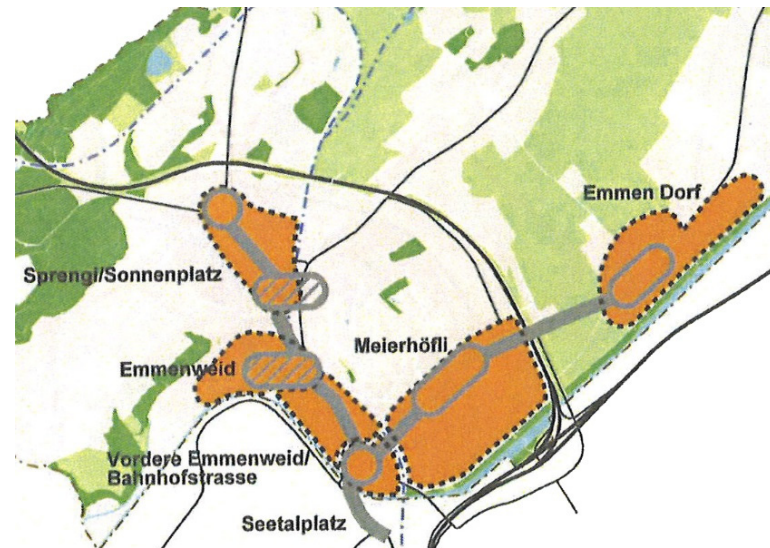 Emmen Dorf
Sprengi/Sonnenplatz
Meierhöfli
Emmenweid
Vordere Emmenweid/
Bahnhofstrasse
Seetalplatz